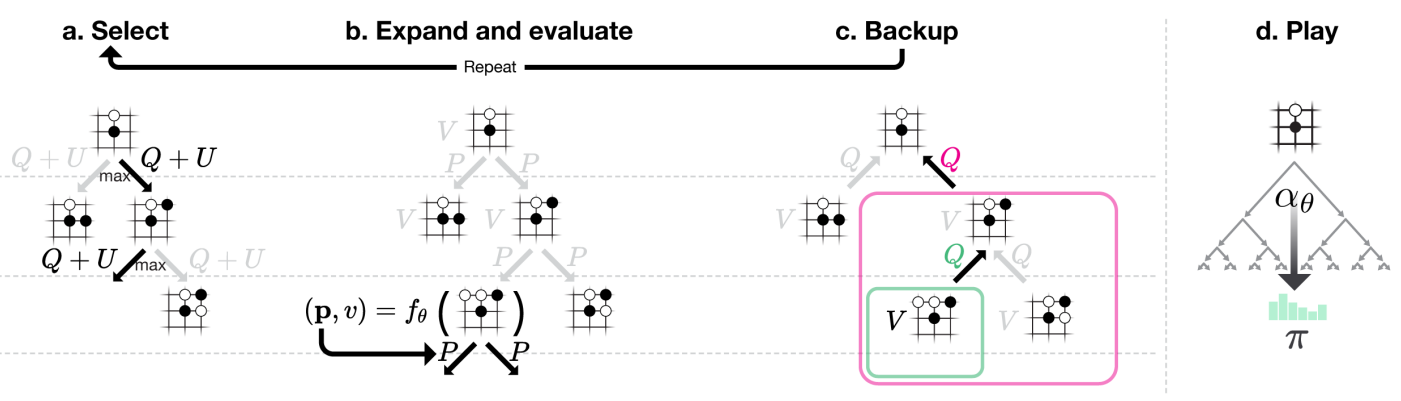 a. Select
b. Expand and evaluate
c. Backup
d. Play
Repeat
Q + U
Q + U
max
Q + U
max
Q + U
V
P
P
V
V
P
P
(p, v) = fθ ( )
P
P
Q
Q
V
V
Q
Q
V
V
αθ
π